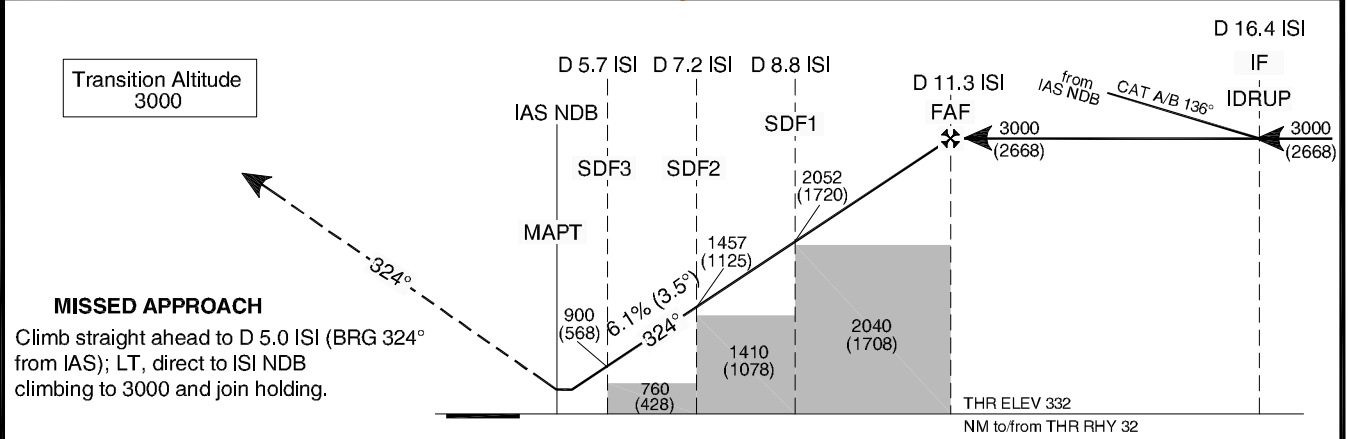 D 16.4 ISI
Transition Altitude
3000
D 5.7 ISI D 7.2 ISI D 8.8 ISI
D 11.3 ISI
IF
from
IAS NDB
CAT A/B 136°
IAS NDB
SDF1
FAF
IDRUP
3000
(2668)
3000
(2668)
SDF3
SDF2
2052
(1720)
MAPT
1457
(1125)
324°
MISSED APPROACH
Climb straight ahead to D 5.0 ISI (BRG 324°
from IAS); LT, direct to ISI NDB
climbing to 3000 and join holding.
900
(568)
6.1% (3.5°)
324°
2040
(1708)
1410
(1078)
760
(428)
THR ELEV 332
NM to/from THR RHY 32